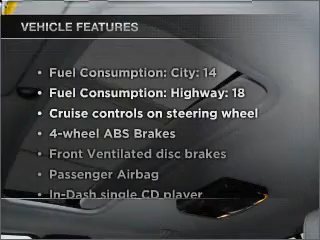 VEHICLE FEATURES
• Fuel Consumption: City: 14
• Fuel Consumption: Highway: 18
• Cruise controls on steering wheel
• 4-wheel ABS Brakes
• Front Ventilated disc brakes
• Passenger Airbag
• In-Dash single CD player